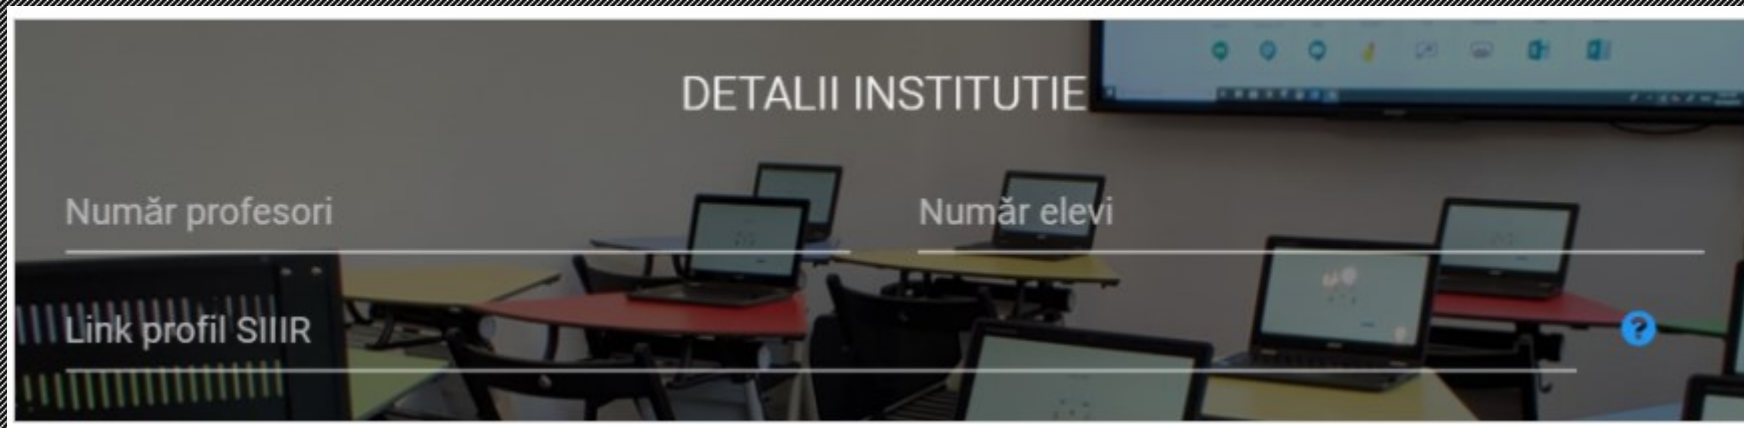 DETALII INSTITUTIE
Număr profesori
Număr elevi
Link profil SIIIR
?